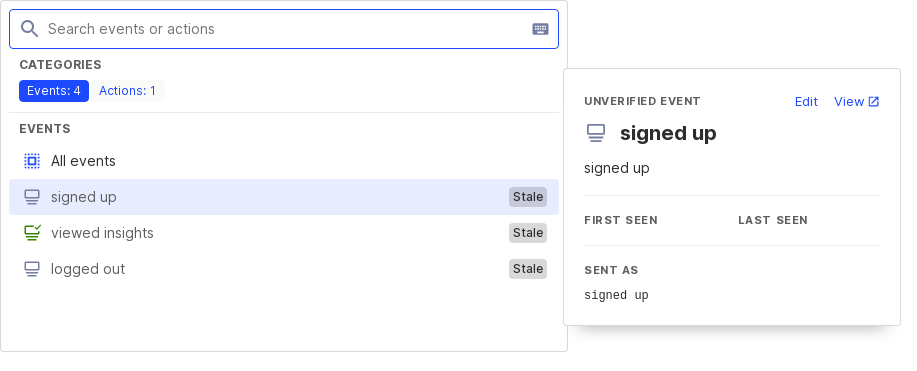 Search events or actions
CATEGORIES
Events: 4 Actions: 1
EVENTS
All events
signed up Stale
viewed insights Stale
logged out Stale
UNVERIFIED EVENT Edit View
signed up
signed up
FIRST SEEN LAST SEEN
SENT AS
signed up